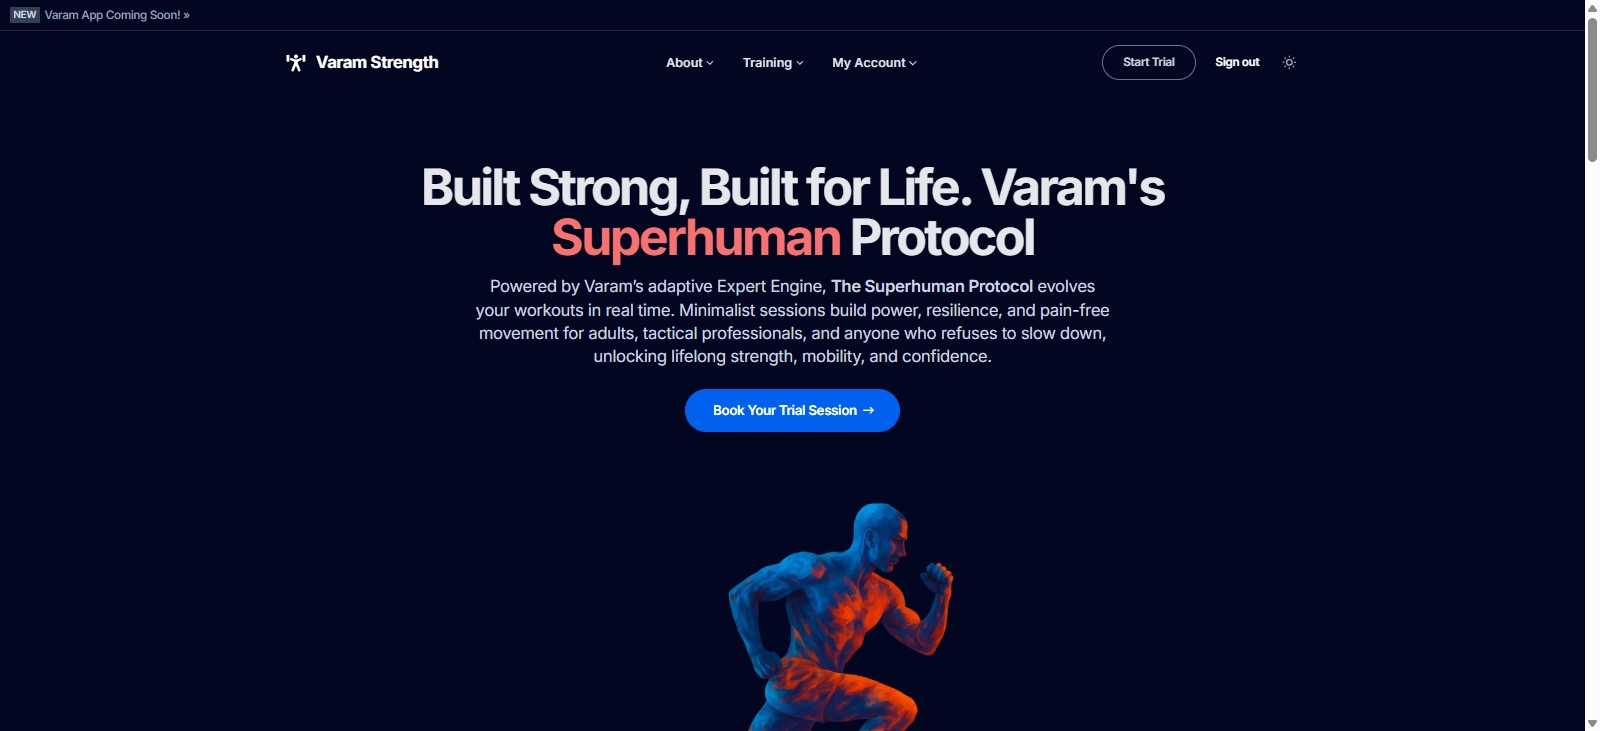 NEW Varam App Coming Soon! »
Varam Strength
About
Training
My Account
Start Trial
Sign out
Built Strong, Built for Life. Varam's
Superhuman Protocol
Powered by Varam’s adaptive Expert Engine, The Superhuman Protocol evolves
your workouts in real time. Minimalist sessions build power, resilience, and pain-free
movement for adults, tactical professionals, and anyone who refuses to slow down,
unlocking lifelong strength, mobility, and confidence.
Book Your Trial Session →